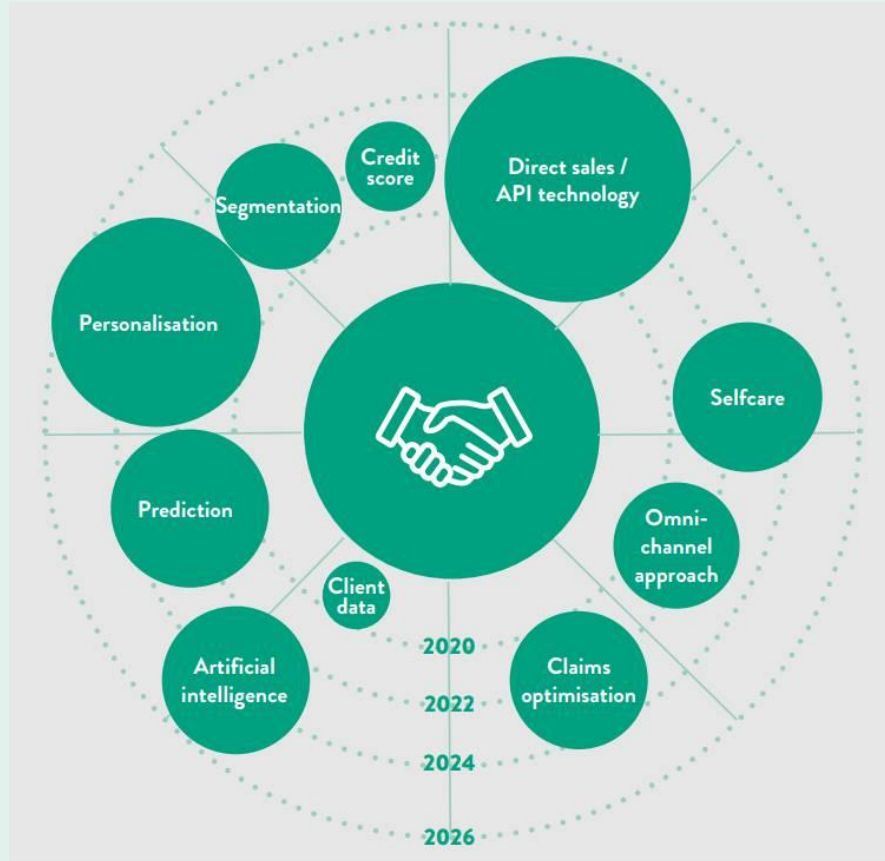 Credit
score
Direct sales /
API technology
Segmentation
Personalisation
Selfcare
Prediction
Omni-
channel
approach
Client
data
2020
Artificial
intelligence
Claims
optimisation
2022
2024
2026